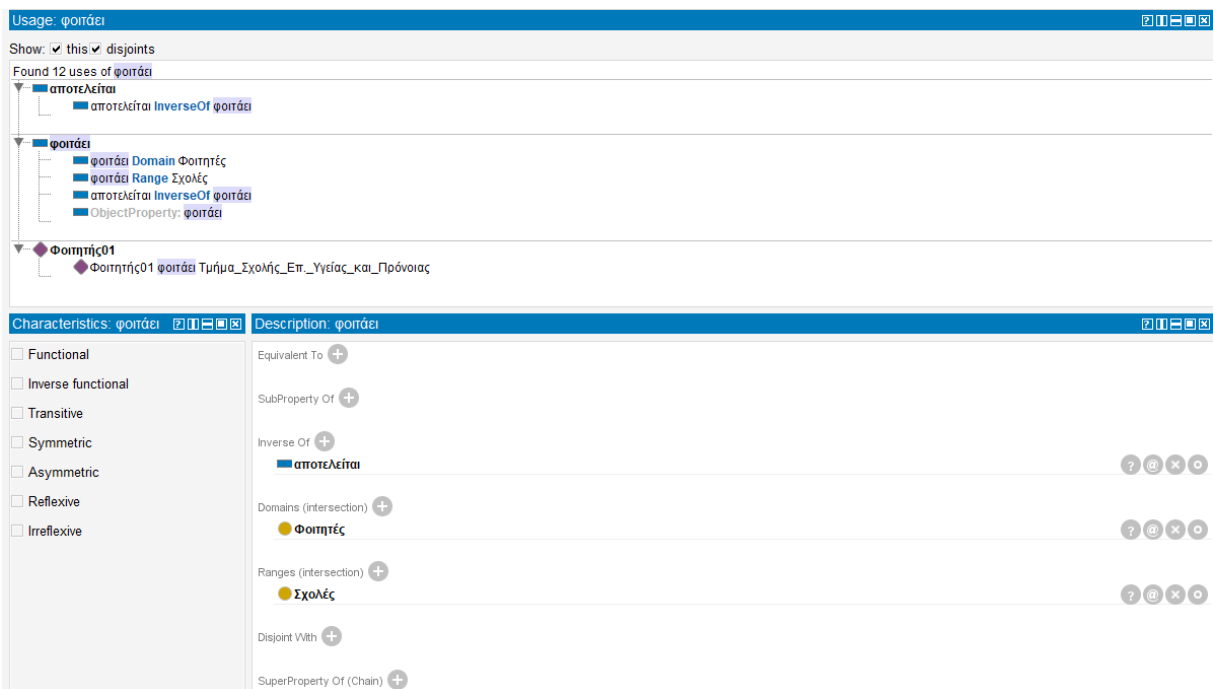 Usage: φοιτάει
Show: this disjoints
Found 12 uses of φοιτάει
αποτελείται
αποτελείται InverseOf φοιτάει
φοιτάει
φοιτάει Domain Φοιτητές
φοιτάει Range Σχολές
αποτελείται InverseOf φοιτάει
ObjectProperty: φοιτάει
Φοιτητής01
Φοιτητής01 φοιτάει Τμήμα_Σχολής_Επ._Υγείας_και_Πρόνοιας
Characteristics: φοιτάει
Functional
Inverse functional
Transitive
Symmetric
Asymmetric
Reflexive
Irreflexive
Description: φοιτάει
Equivalent To
SubProperty Of
Inverse Of
αποτελείται
Domains (intersection)
Φοιτητές
Ranges (intersection)
Σχολές
Disjoint With
SuperProperty Of (Chain)